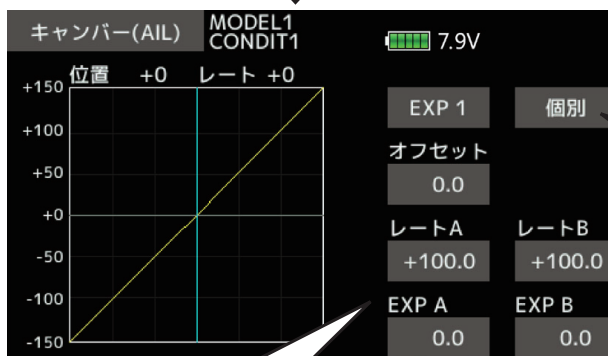 キャンバー(AIL)
MODEL1
CONDIT1
7.9V
位置 +0 レート +0
+150
+100
+50
+0
-50
-100
-150
EXP 1
個別
オフセット
0.0
レートA レートB
+100.0 +100.0
EXP A EXP B
0.0 0.0